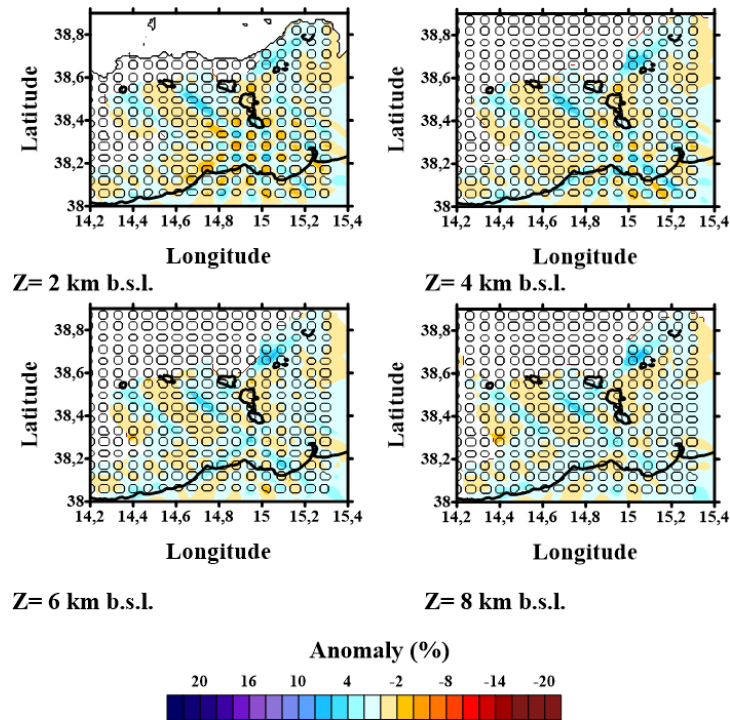 38,8
38,6
38,4
38,2
38
Latitude
14,2 14,4 14,6 14,8 15 15,2 15,4
Longitude
Z= 2 km b.s.l.
38,8
38,6
38,4
38,2
38
Latitude
14,2 14,4 14,6 14,8 15 15,2 15,4
Longitude
Z= 4 km b.s.l.
38,8
38,6
38,4
38,2
38
Latitude
14,2 14,4 14,6 14,8 15 15,2 15,4
Longitude
Z= 6 km b.s.l.
38,8
38,6
38,4
38,2
38
Latitude
14,2 14,4 14,6 14,8 15 15,2 15,4
Longitude
Z= 8 km b.s.l.
Anomaly (%)
20 16 10 4 -2 -8 -14 -20